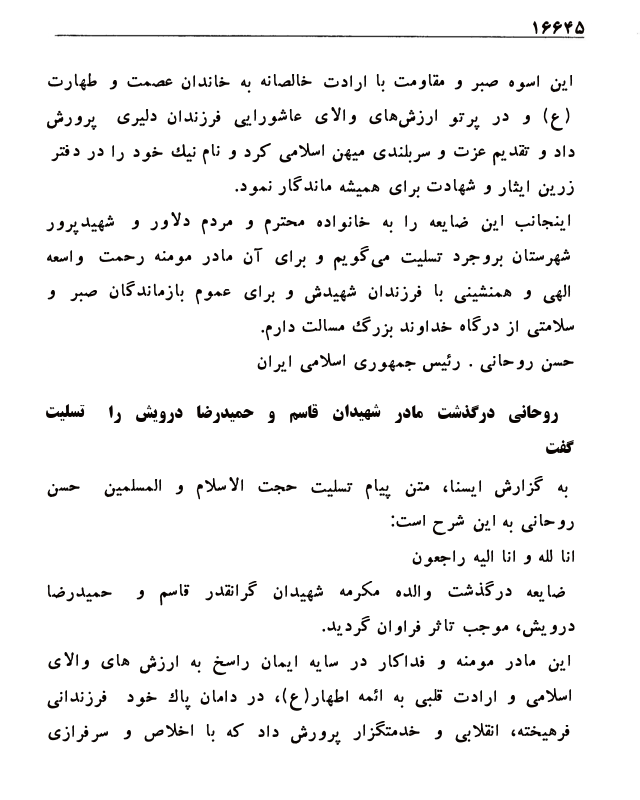 ۱۶۶۴۵
این اسوه صبر و مقاومت با ارادت خالصانه به خاندان عصمت و طهارت
(ع) و در پرتو ارزش‌های والای عاشورایی فرزندان دلیری پرورش
داد و تقدیم عزت و سربلندی میهن اسلامی کرد و نام نیك خود را در دفتر
زرین ایثار و شهادت برای همیشه ماندگار نمود.
اینجانب این ضایعه را به خانواده محترم و مردم دلاور و شهیدپرور
شهرستان بروجرد تسلیت می‌گویم و برای آن مادر مومنه رحمت واسعه
الهی و همنشینی با فرزندان شهیدش و برای عموم بازماندگان صبر و
سلامتی از درگاه خداوند بزرگ مسالت دارم.
حسن روحانی . رئیس جمهوری اسلامی ایران
روحانی درگذشت مادر شهیدان قاسم و حمیدرضا درویش را تسلیت
گفت
به گزارش ایسنا، متن پیام تسلیت حجت الاسلام و المسلمین حسن
روحانی به این شرح است:
انا لله و انا الیه راجعون
ضایعه درگذشت والده مکرمه شهیدان گرانقدر قاسم و حمیدرضا
درویش، موجب تاثر فراوان گردید.
این مادر مومنه و فداکار در سایه ایمان راسخ به ارزش های والای
اسلامی و ارادت قلبی به ائمه اطهار(ع)، در دامان پاك خود فرزندانی
فرهیخته، انقلابی و خدمتگزار پرورش داد که با اخلاص و سرفرازی